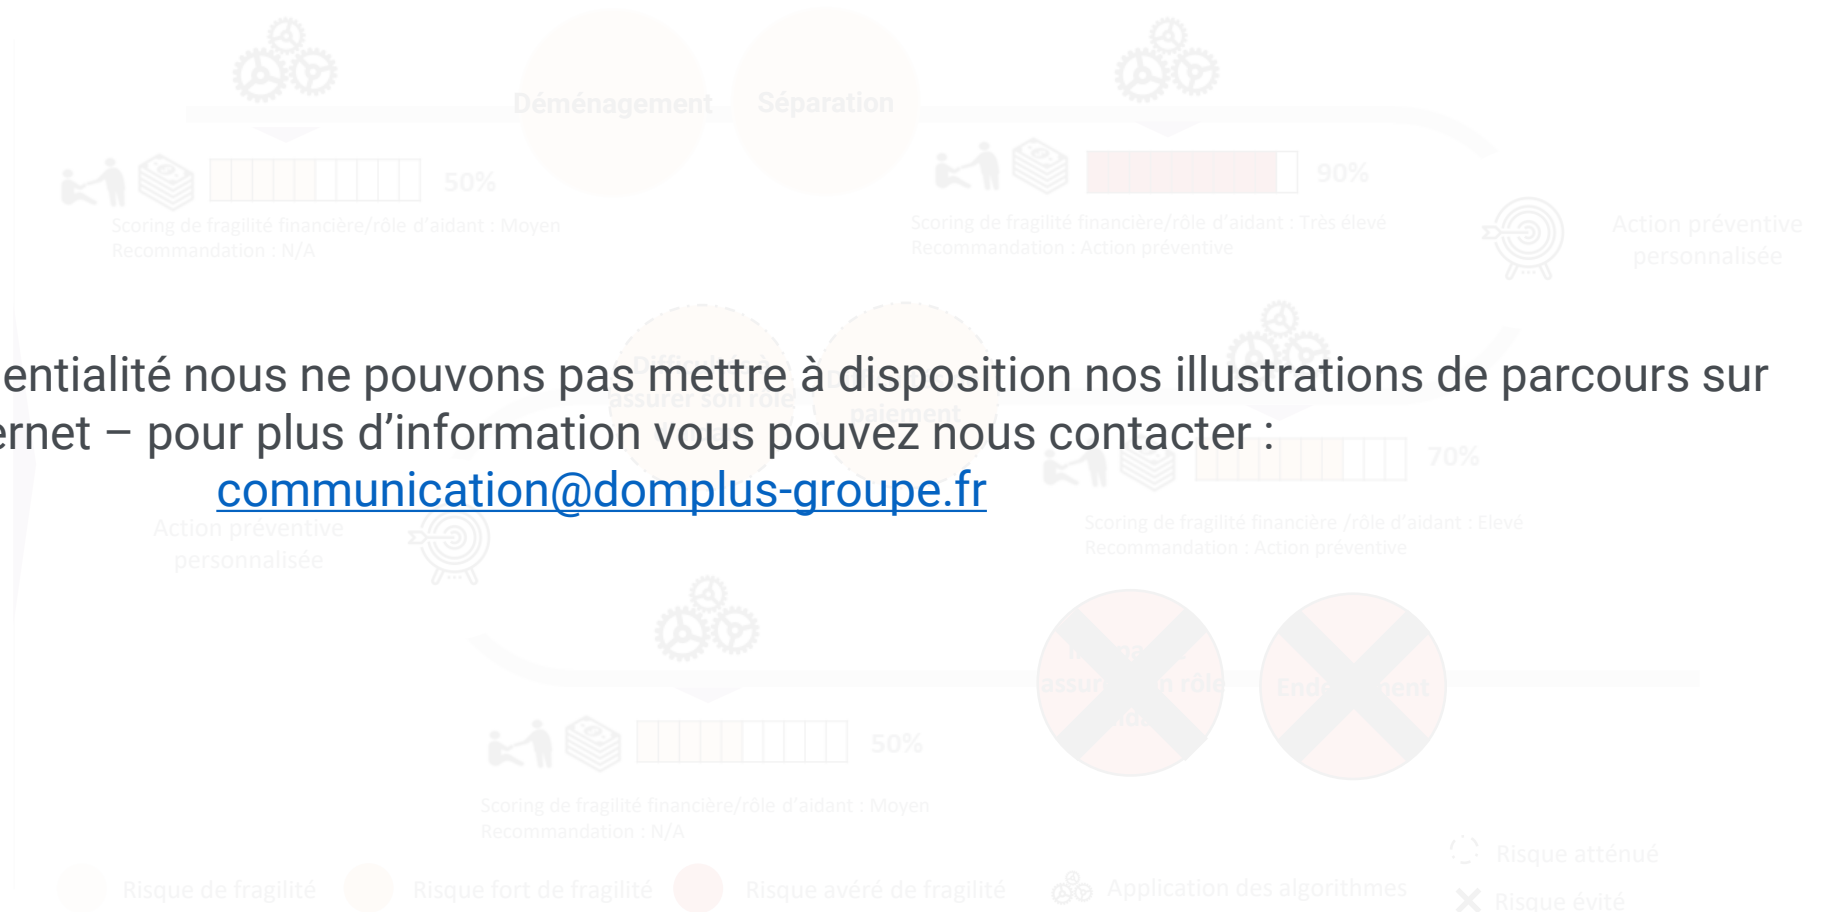 Déménagement
Séparation
50%
Scoring de fragilité financière/rôle d'aidant : Moyen
Recommandation : N/A
90%
Scoring de fragilité financière/rôle d'aidant : Très élevé
Recommandation : Action préventive
Action préventive
personnalisée
entialité nous ne pouvons pas mettre à disposition nos illustrations de parcours sur
ernet – pour plus d'information vous pouvez nous contacter :
communication@domplus-groupe.fr
assurer son rôle
paiement
70%
Scoring de fragilité financière /rôle d'aidant : Elevé
Recommandation : Action préventive
Action préventive
personnalisée
50%
Scoring de fragilité financière/rôle d'aidant : Moyen
Recommandation : N/A
Risque de fragilité
Risque fort de fragilité
Risque avéré de fragilité
Application des algorithmes
Risque atténué
Risque évité